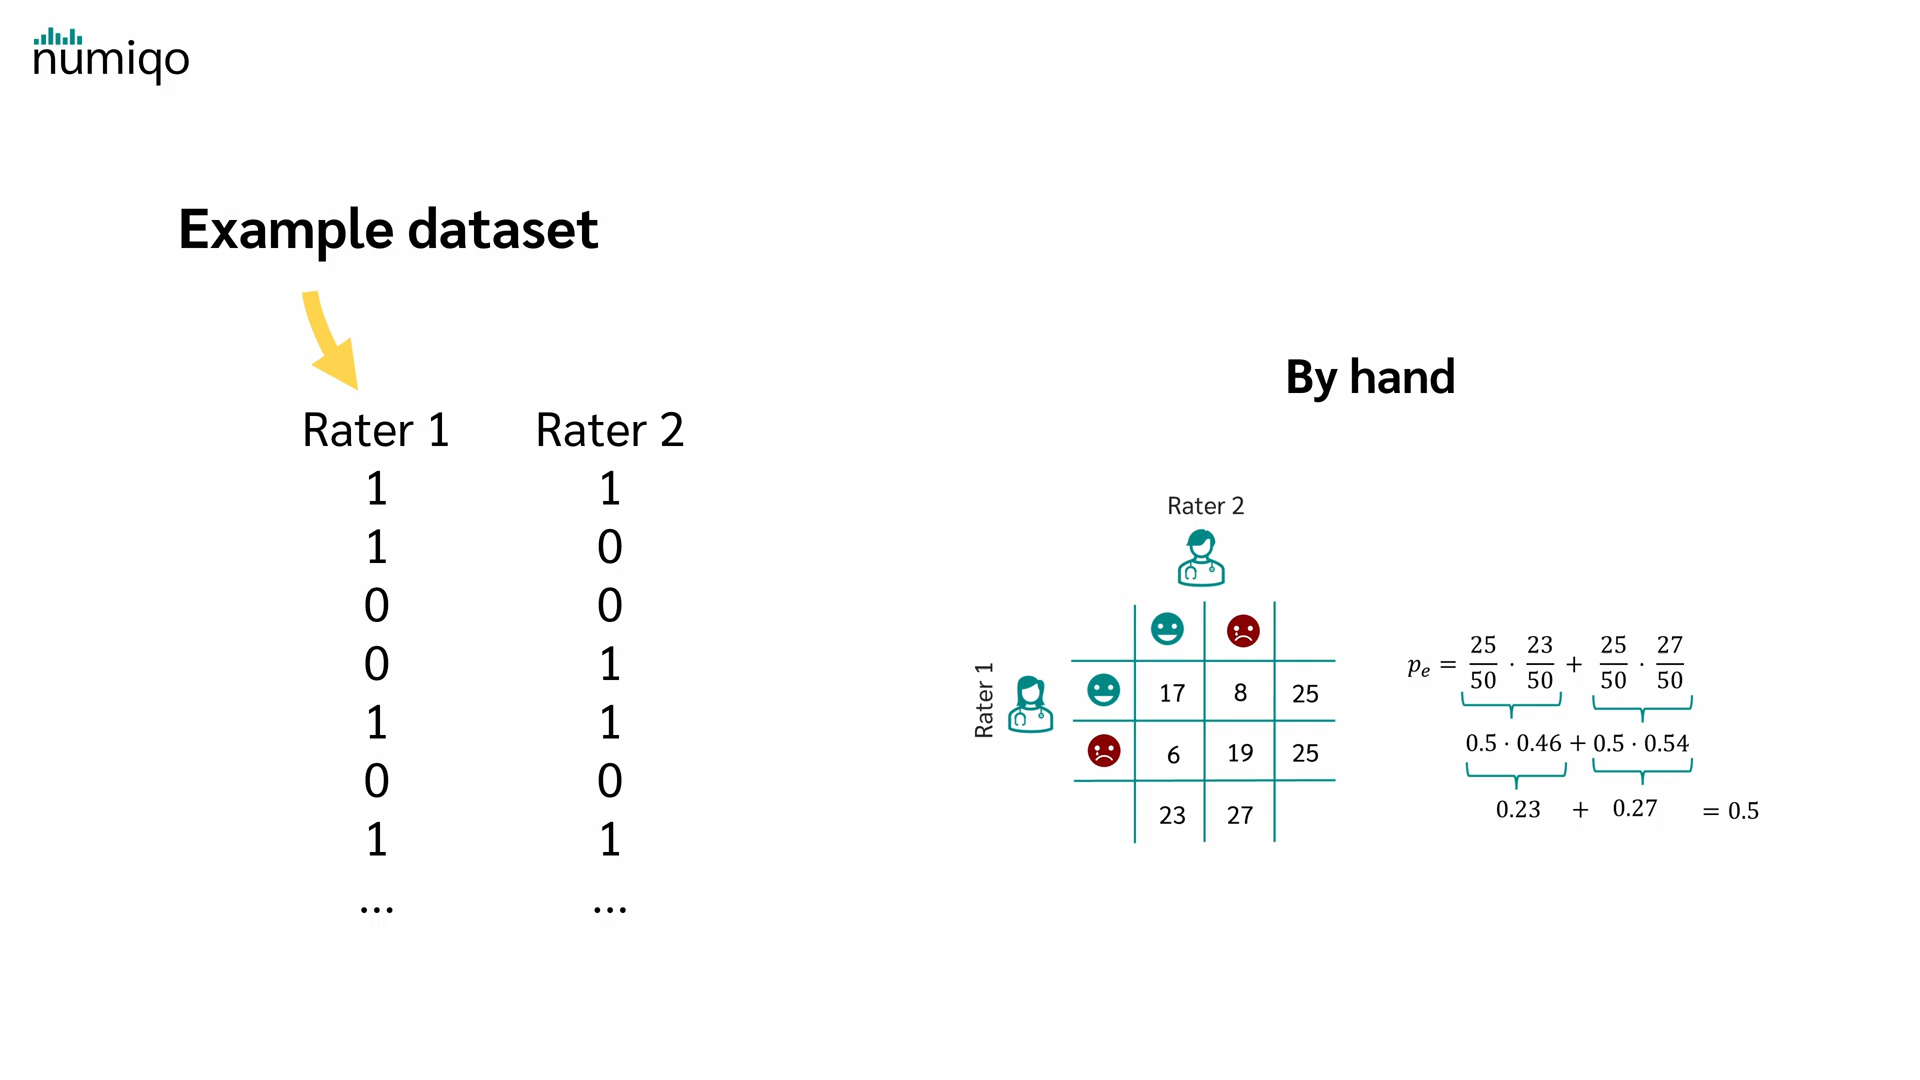 numiqo
Example dataset
Rater 1 Rater 2
1 1
1 0
0 0
0 1
1 1
0 0
1 1
... ...
By hand
Rater 2
Rater 1
17 8 25
6 19 25
23 27
pₑ = 25/50 · 23/50 + 25/50 · 27/50
0.5 · 0.46 + 0.5 · 0.54
0.23 + 0.27 = 0.5